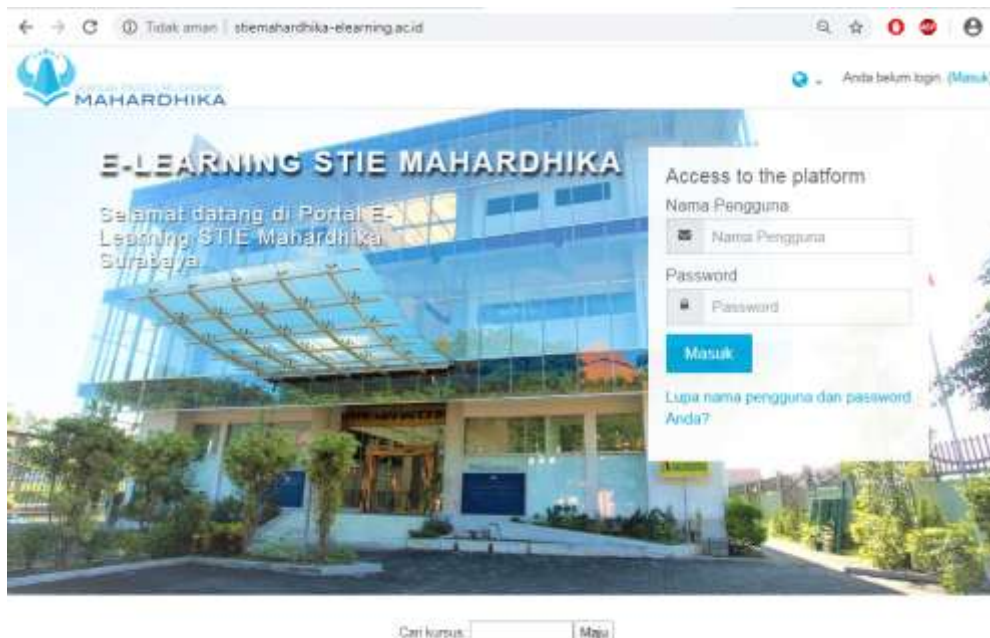 Tidak aman | stiemahardhika-elearning.ac.id
MAHARDHIKA
Anda belum login. (Masuk)
E-LEARNING STIE MAHARDHIKA
Selamat datang di Portal E-
Learning STIE Mahardhika
Surabaya
Access to the platform
Nama Pengguna
Nama Pengguna
Password
Password
Masuk
Lupa nama pengguna dan password
Anda?
Cari kursus:
Maju